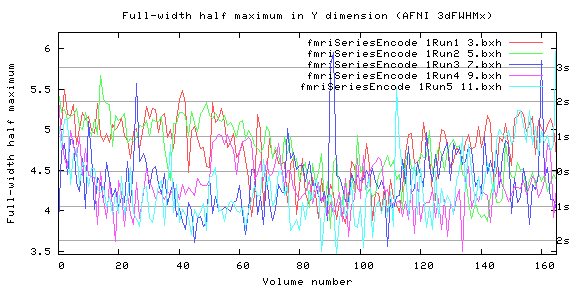 Full-width half maximum in Y dimension (AFNI 3dFWHMx)
fmriSeriesEncode 1Run1 3.bxh
fmriSeriesEncode 1Run2 5.bxh
fmriSeriesEncode 1Run3 7.bxh
fmriSeriesEncode 1Run4 9.bxh
fmriSeriesEncode 1Run5 11.bxh
Full-width half maximum
6
5.5
5
4.5
4
3.5
3s
2s
1s
0s
1s
2s
0 20 40 60 80 100 120 140 160
Volume number